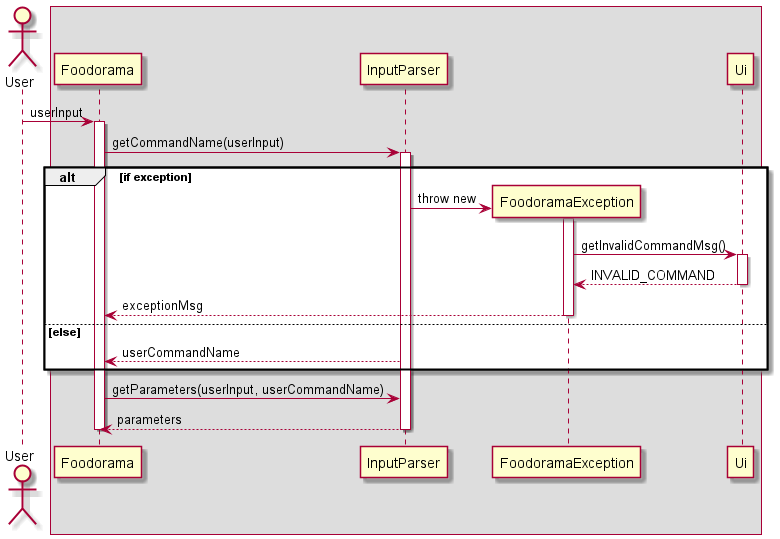 User
Foodorama
InputParser
Ui
userInput
getCommandName(userInput)
alt
[if exception]
throw new
FoodoramaException
getInvalidCommandMsg()
INVALID_COMMAND
exceptionMsg
[else]
userCommandName
getParameters(userInput, userCommandName)
parameters
User
Foodorama
InputParser
FoodoramaException
Ui